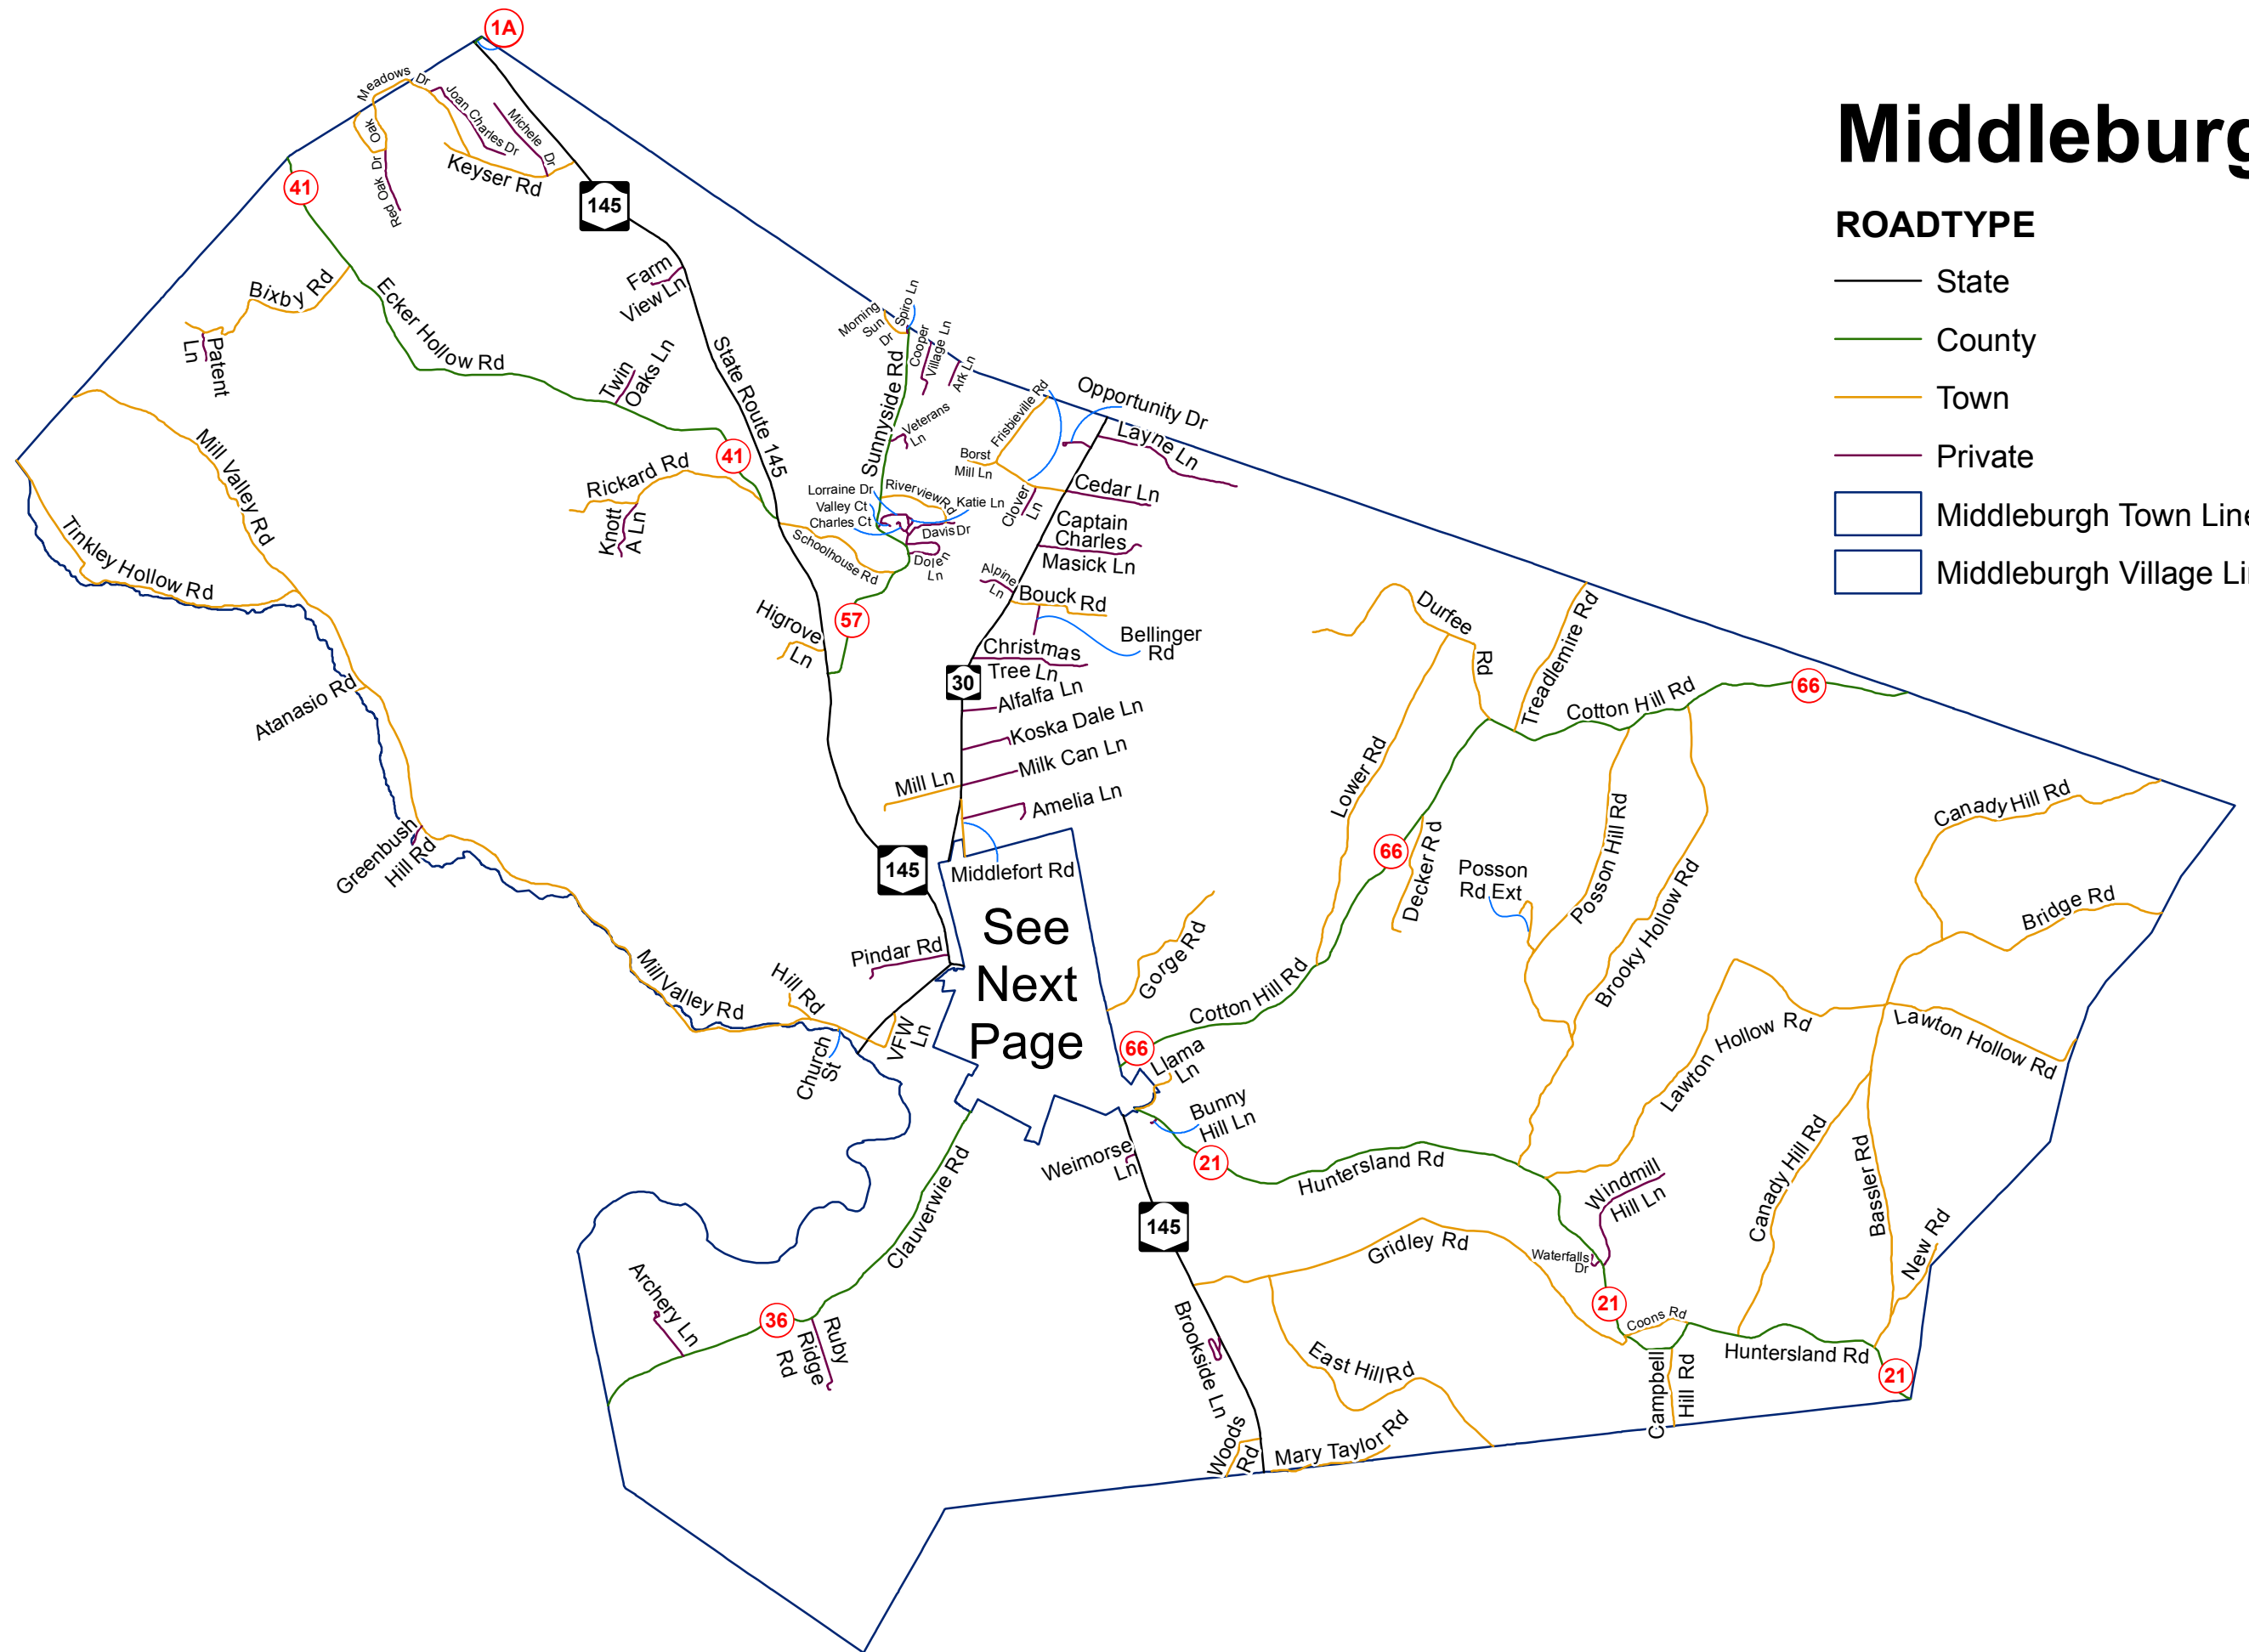 1A
Meadows Dr
Joan Charles Dr
Michele Dr
Oak
Red Oak Dr
Keyser Rd
41
145
Bixby Rd
Patent
Ln
Ecker Hollow Rd
Farm
View Ln
Twin
Oaks Ln
State Route 145
41
Rickard Rd
Knott
A Ln
Mill Valley Rd
Tinkley Hollow Rd
Atanasio Rd
Greenbush
Hill Rd
Mill Valley Rd
Hill Rd
Church
St
VFW
Ln
Pindar Rd
145
Morning
Sun
Dr
Spiro Ln
Cooper
Village Ln
Ark Ln
Sunnyside Rd
Veterans
Ln
Lorraine Dr
Valley Ct
Charles Ct
Riverview Rd
Katie Ln
Davis Dr
Dolen
Ln
Schoolhouse Rd
57
Higrove
Ln
Frisbieville Rd
Borst
Mill Ln
Clover
Ln
Opportunity Dr
Layne Ln
Cedar Ln
Captain
Charles
Masick Ln
Alpine
Ln
Bouck Rd
Bellinger
Rd
Christmas
Tree Ln
30
Alfalfa Ln
Koska Dale Ln
Milk Can Ln
Mill Ln
Amelia Ln
Middlefort Rd
See
Next
Page
Gorge Rd
Cotton Hill Rd
66
Llama
Ln
Bunny
Hill Ln
21
Weimorse
Ln
145
Huntersland Rd
Clauverwie Rd
36
Archery Ln
Ruby
Ridge
Rd
Brookside Ln
Woods
Rd
Mary Taylor Rd
East Hill Rd
Gridley Rd
Durfee
Rd
Treadlemire Rd
Lower Rd
66
Decker Rd
Cotton Hill Rd
66
Posson Hill Rd
Posson
Rd Ext
Brooky Hollow Rd
Canady Hill Rd
Bridge Rd
Lawton Hollow Rd
Lawton Hollow Rd
Canady Hill Rd
Bassler Rd
New Rd
Windmill
Hill Ln
Waterfalls
Dr
21
Coons Rd
Campbell
Hill Rd
Huntersland Rd
21
Middleburg
ROADTYPE
State
County
Town
Private
Middleburgh Town Line
Middleburgh Village Li